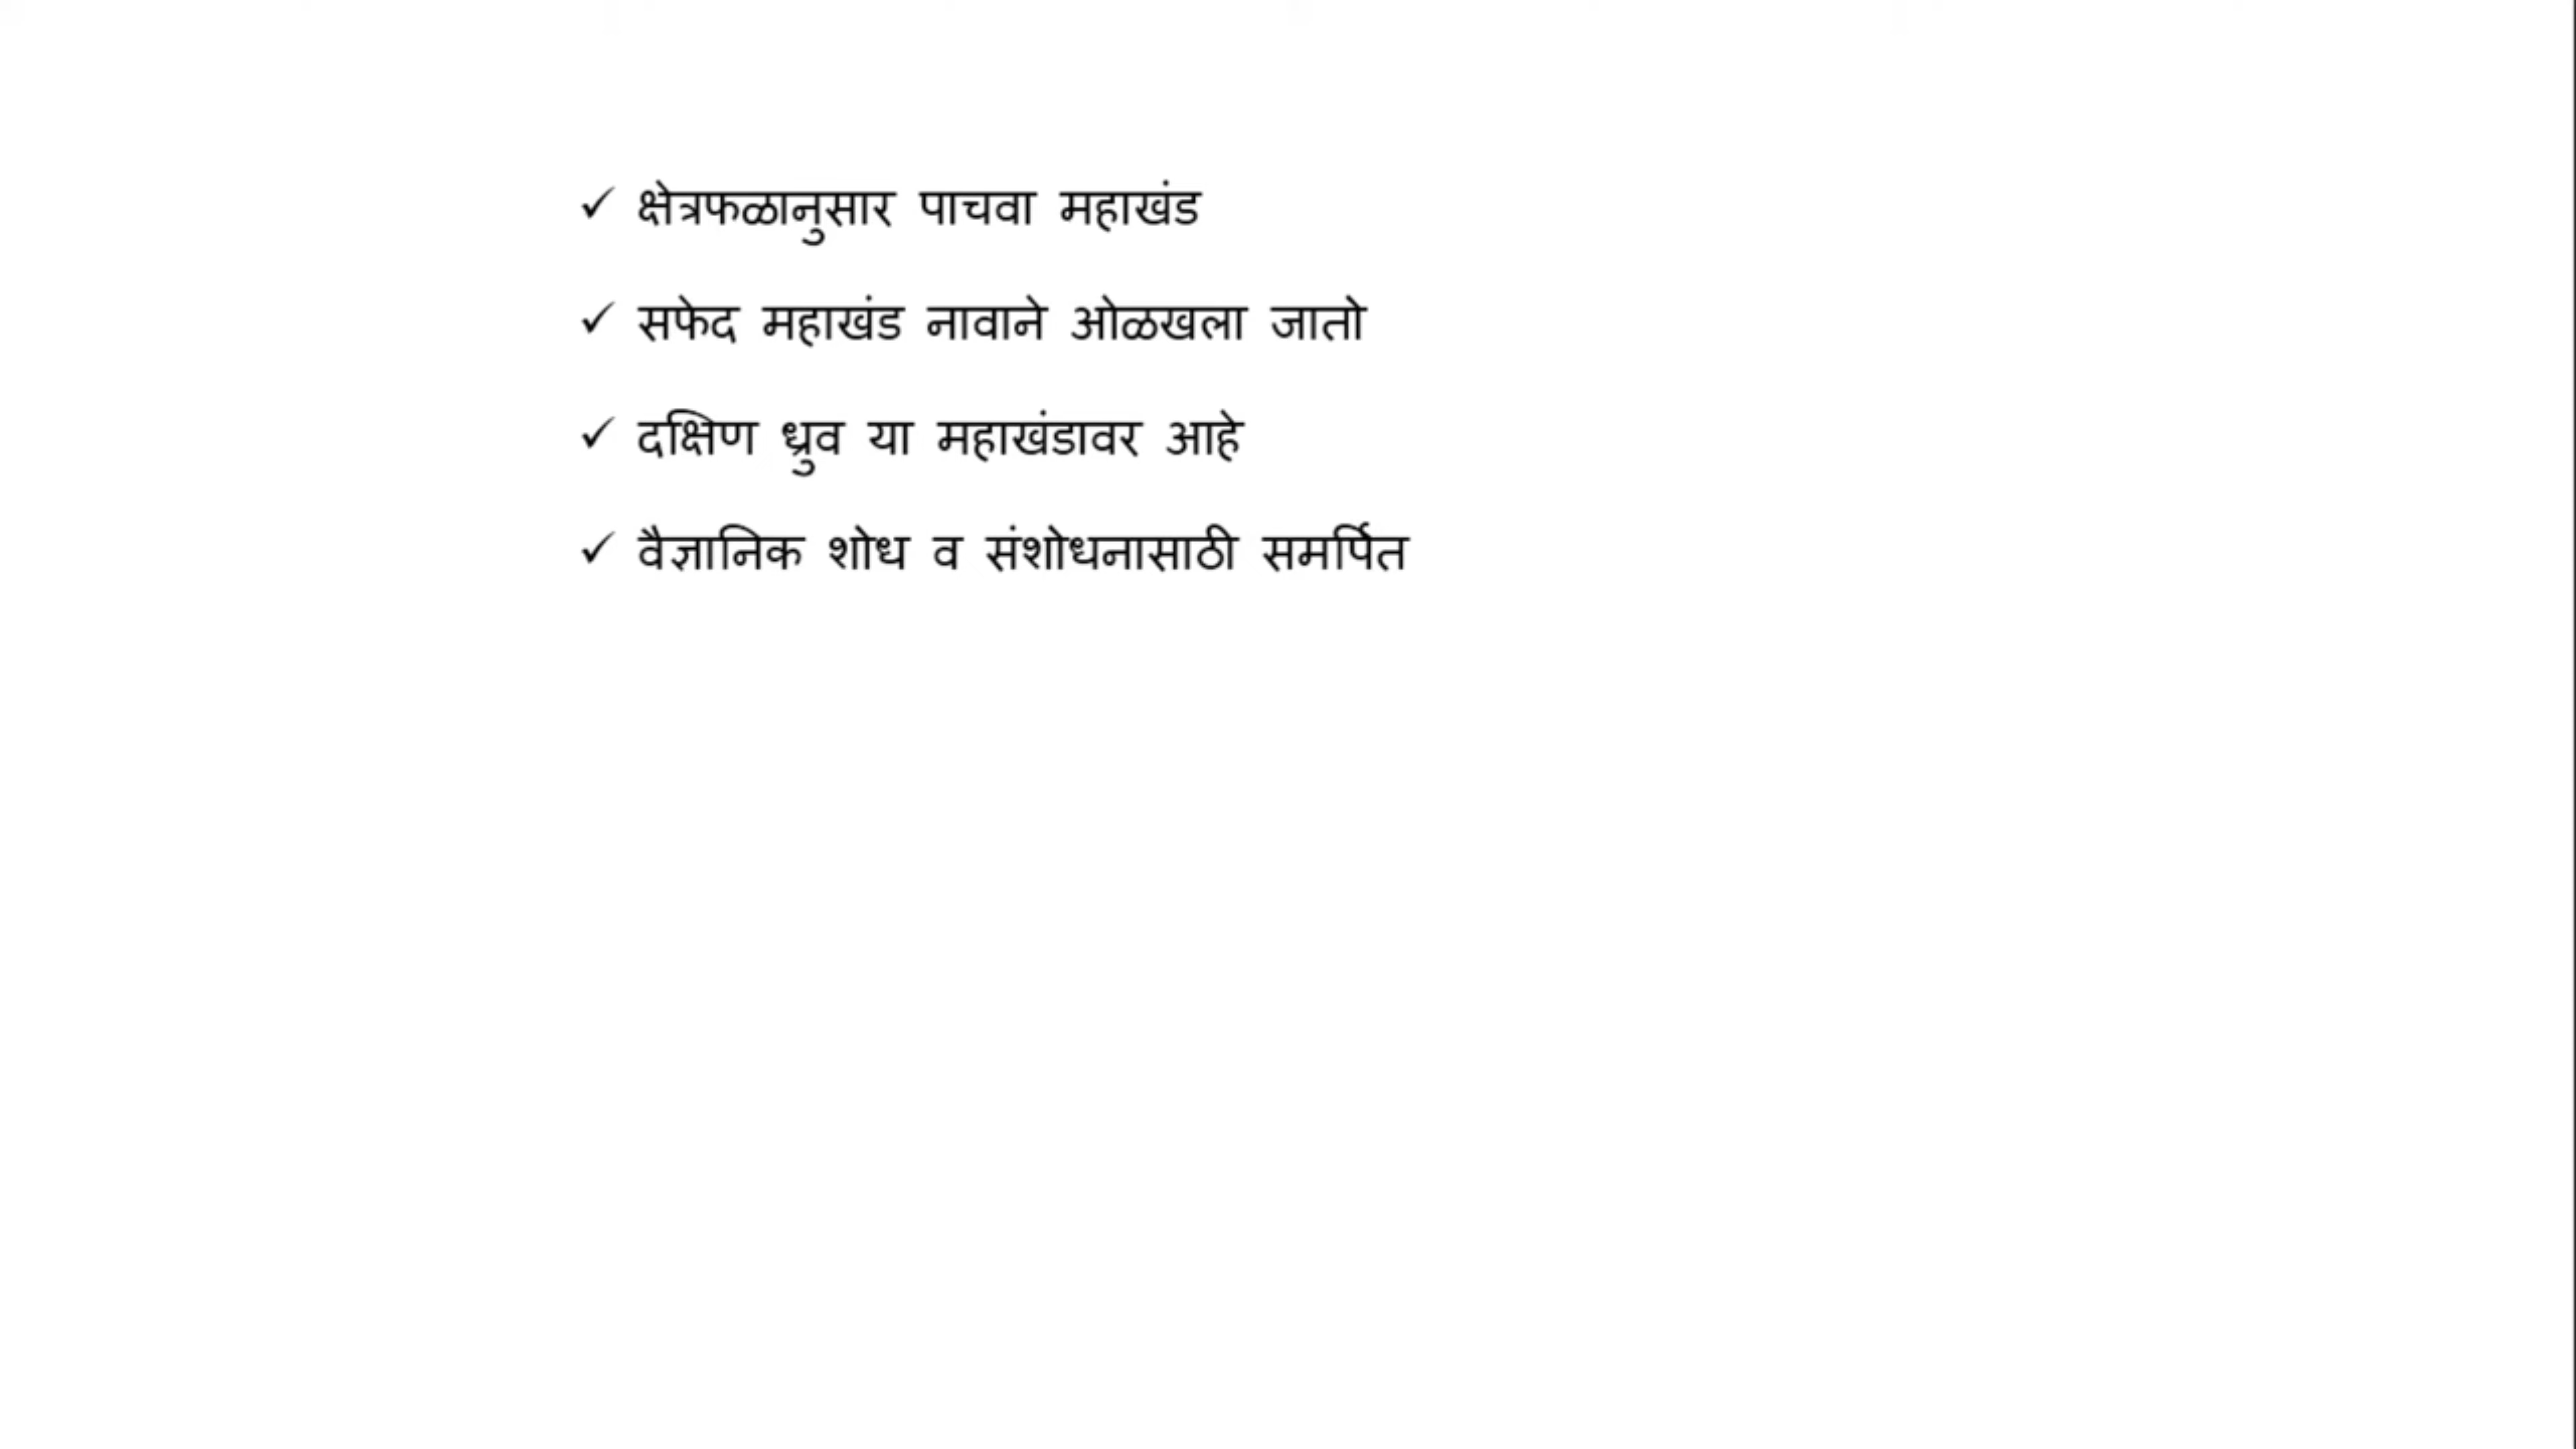 ✓ क्षेत्रफळानुसार पाचवा महाखंड
✓ सफेद महाखंड नावाने ओळखला जातो
✓ दक्षिण ध्रुव या महाखंडावर आहे
✓ वैज्ञानिक शोध व संशोधनासाठी समर्पित